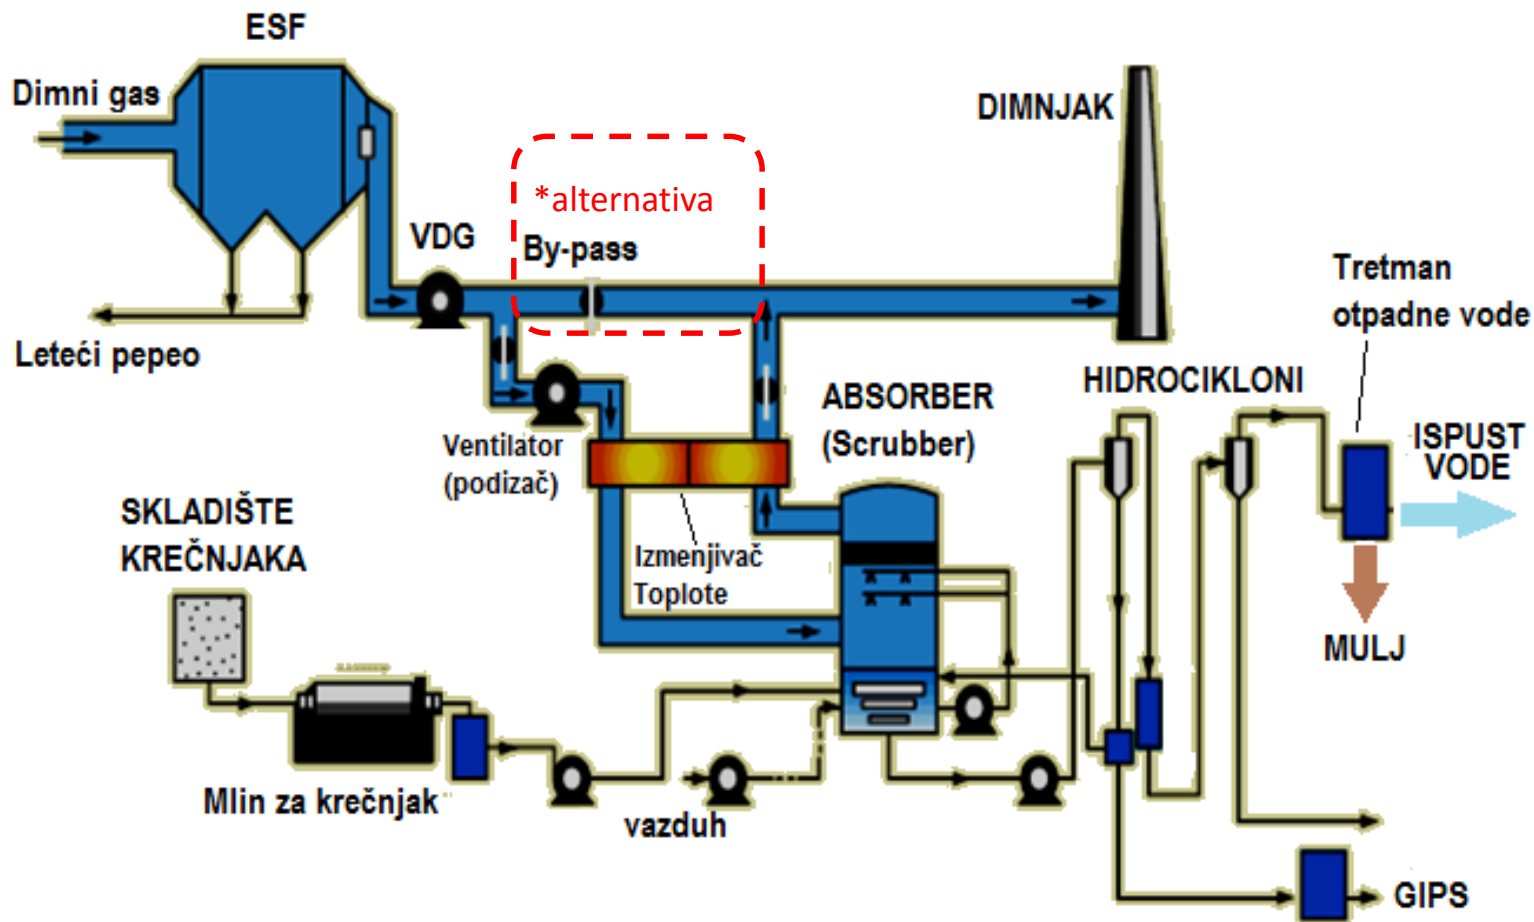 ESF
Dimni gas
DIMNJAK
*alternativa
VDG
By-pass
Tretman
otpadne vode
Leteći pepeo
HIDROCIKLONI
ABSORBER
(Scrubber)
Ventilator
(podizač)
ISPUST
VODE
SKLADIŠTE
KREČNJAKA
Izmenjivač
Toplote
MULJ
Mlin za krečnjak
vazduh
GIPS